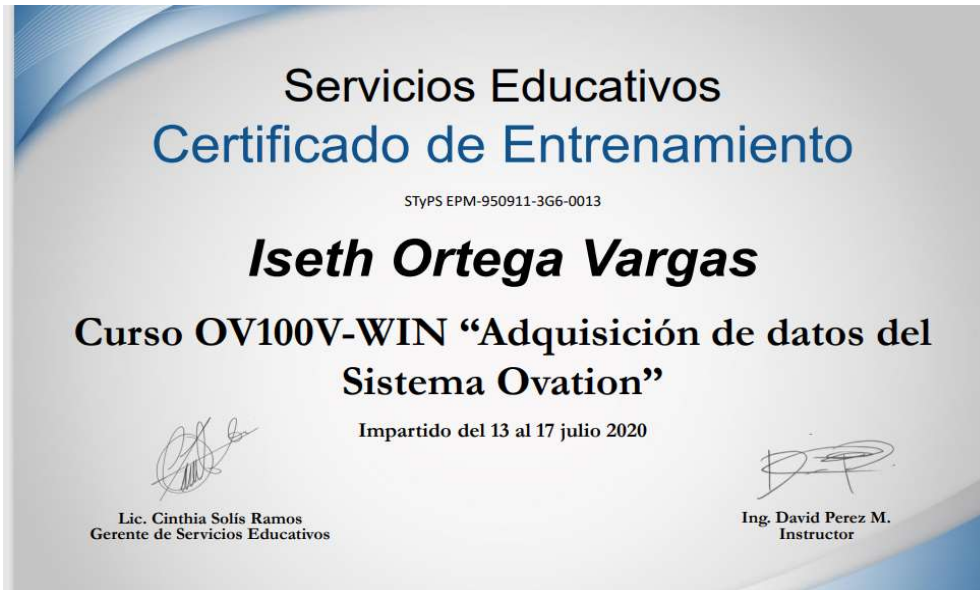 Servicios Educativos
Certificado de Entrenamiento
STyPS EPM-950911-3G6-0013
Iseth Ortega Vargas
Curso OV100V-WIN “Adquisición de datos del
Sistema Ovation”
Impartido del 13 al 17 julio 2020
Lic. Cinthia Solís Ramos
Gerente de Servicios Educativos
Ing. David Perez M.
Instructor